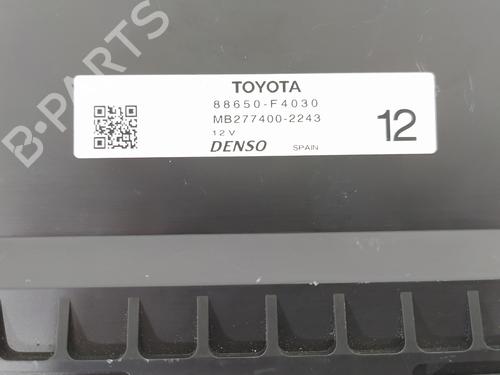 B-PARTS
TOYOTA
88650-F4030
MB277400-2243
12V
DENSO SPAIN
12